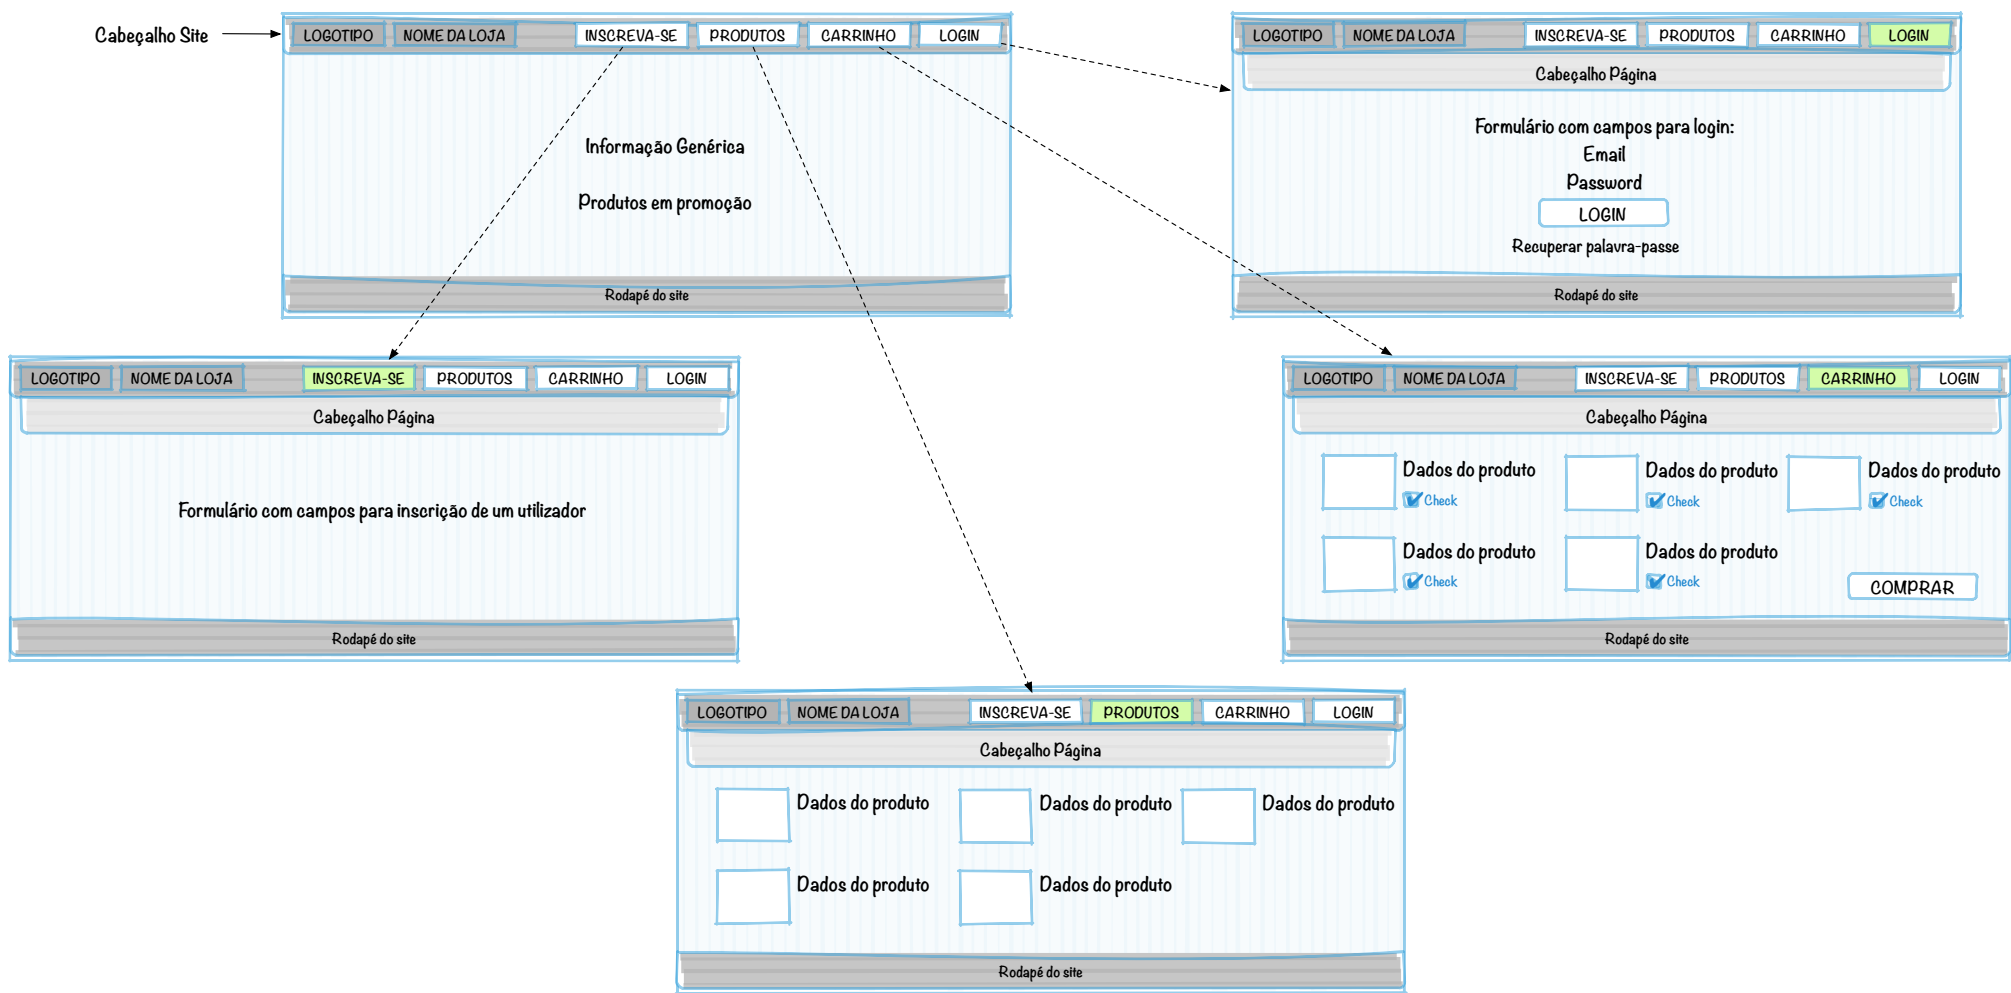 Cabeçalho Site
LOGOTIPO NOME DA LOJA INSCREVA-SE PRODUTOS CARRINHO LOGIN
Informação Genérica
Produtos em promoção
Rodapé do site
LOGOTIPO NOME DA LOJA INSCREVA-SE PRODUTOS CARRINHO LOGIN
Cabeçalho Página
Formulário com campos para login:
Email
Password
LOGIN
Recuperar palavra-passe
Rodapé do site
LOGOTIPO NOME DA LOJA INSCREVA-SE PRODUTOS CARRINHO LOGIN
Cabeçalho Página
Formulário com campos para inscrição de um utilizador
Rodapé do site
LOGOTIPO NOME DA LOJA INSCREVA-SE PRODUTOS CARRINHO LOGIN
Cabeçalho Página
Dados do produto Dados do produto Dados do produto
Check Check Check
Dados do produto Dados do produto
Check Check
COMPRAR
Rodapé do site
LOGOTIPO NOME DA LOJA INSCREVA-SE PRODUTOS CARRINHO LOGIN
Cabeçalho Página
Dados do produto Dados do produto Dados do produto
Dados do produto Dados do produto
Rodapé do site